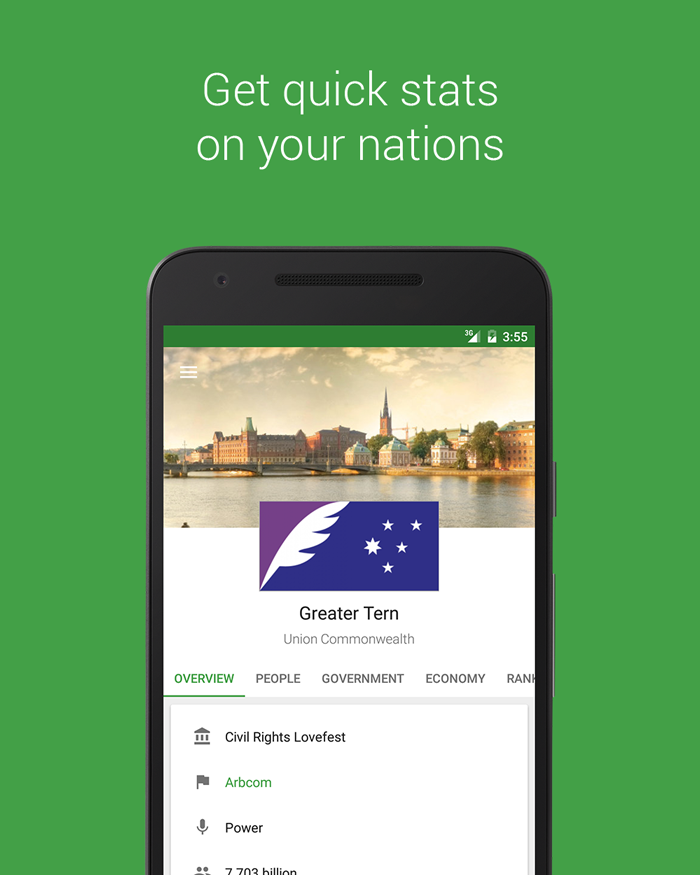 Get quick stats
on your nations
3G 3:55
Greater Tern
Union Commonwealth
OVERVIEW PEOPLE GOVERNMENT ECONOMY RANK
Civil Rights Lovefest
Arbcom
Power
7.703 billion